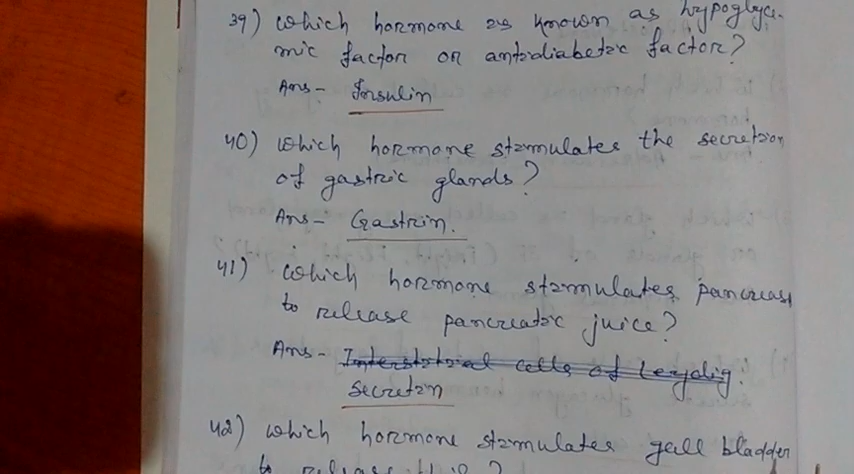 39) Which hormone is known as hypoglyce-
mic factor or antidiabetic factor?
Ans - Insulin
40) Which hormone stimulates the secretion
of gastric glands?
Ans - Gastrin.
41) Which hormone stimulates pancreas
to release pancreatic juice?
Ans - Interstitial cells of Leydig.
Secretin
42) Which hormone stimulates gall bladder
to release